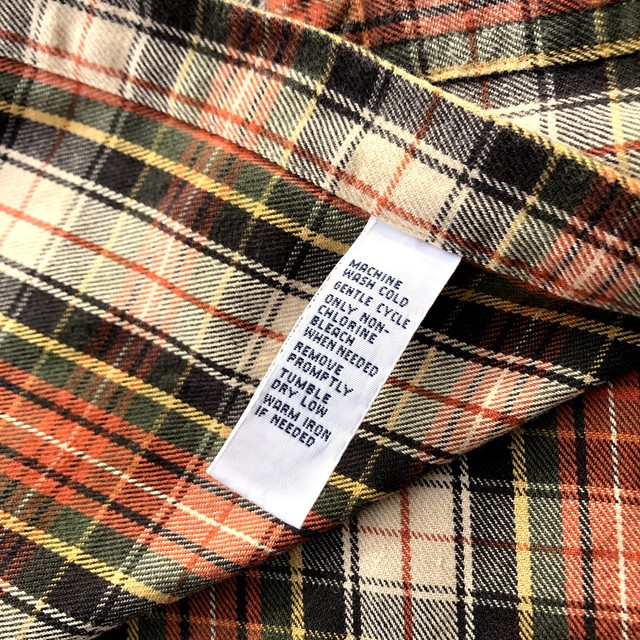 MACHINE
WASH COLD
GENTLE CYCLE
ONLY NON-
CHLORINE
BLEACH
WHEN NEEDED
REMOVE
PROMPTLY
TUMBLE
DRY LOW
WARM IRON
IF NEEDED